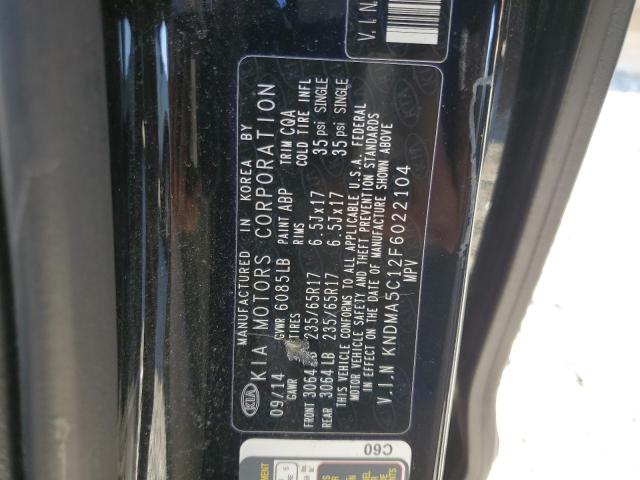 V.I.N
MANUFACTURED IN KOREA BY
KIA KIA MOTORS CORPORATION
09/14 GVWR 6085LB PAINT ABP TRIM CQA
GAWR TIRES RIMS COLD TIRE INFL
FRONT 3064 LB 235/65R17 6.5Jx17 35 psi SINGLE
REAR 3064 LB 235/65R17 6.5Jx17 35 psi SINGLE
THIS VEHICLE CONFORMS TO ALL APPLICABLE U.S.A. FEDERAL
MOTOR VEHICLE SAFETY AND THEFT PREVENTION STANDARDS
IN EFFECT ON THE DATE OF MANUFACTURE SHOWN ABOVE
V.I.N KNDMA5C12F6022104
MPV
C60